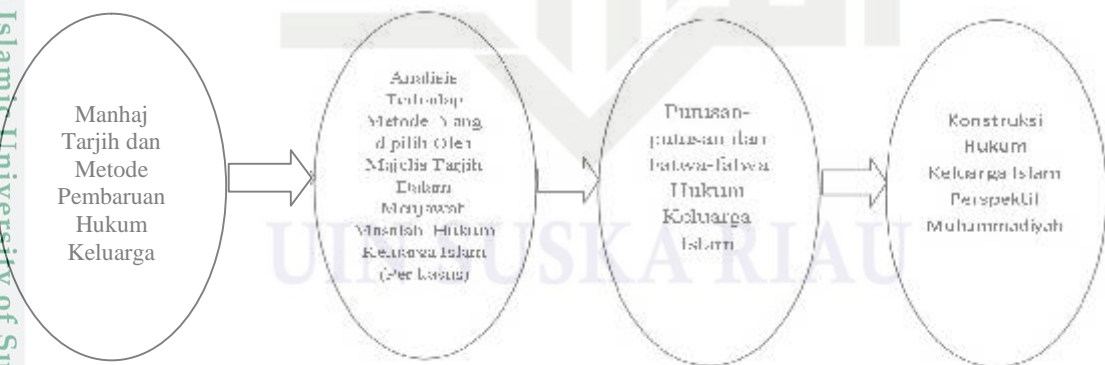 Manhaj
Tarjih dan
Metode
Pembaruan
Hukum
Keluarga
Analisis
Terhadap
Metode Yang
dipilih Oleh
Majelis Tarjih
Dalam
Menjawab
Masalah Hukum
Keluarga Islam
(Per kasus)
Putusan-
putusan dan
Fatwa-fatwa
Hukum
Keluarga
Islam
Konstruksi
Hukum
Keluarga Islam
Perspektif
Muhammadiyah
UIN SUSKA RIAU
Islamic University of Su